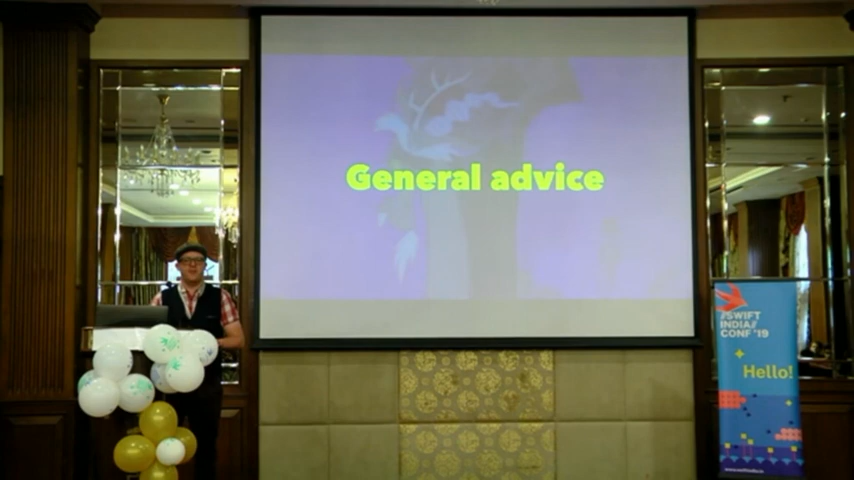 General advice
//SWIFT
INDIA//
CONF '19
Hello!